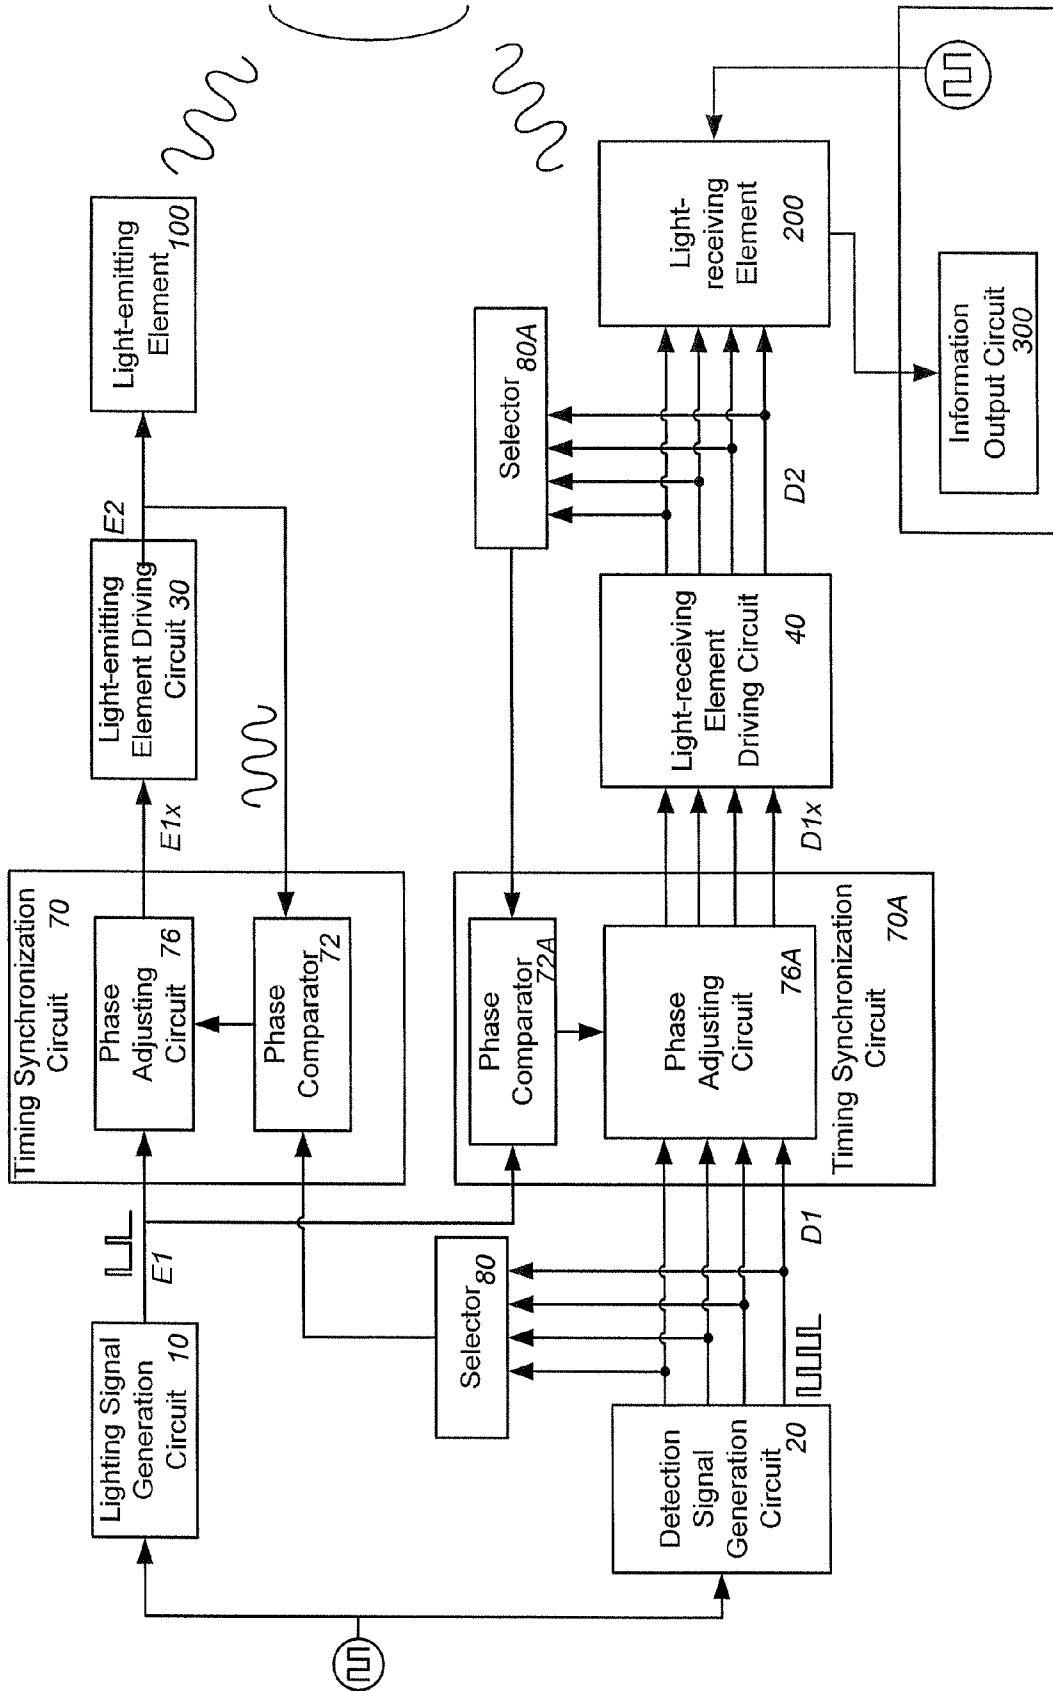 Lighting Signal
Generation
Circuit 10
E1
Timing Synchronization
Circuit 70
Phase
Adjusting
Circuit 76
Phase
Comparator 72
E1x
Light-emitting
Element Driving
Circuit 30
E2
Light-emitting
Element 100
Selector 80
Detection
Signal
Generation
Circuit 20
D1
Phase
Comparator 72A
Phase
Adjusting
Circuit 76A
Timing Synchronization
Circuit 70A
D1x
Light-receiving
Element
Driving Circuit
40
D2
Selector 80A
Light-
receiving
Element
200
Information
Output Circuit
300